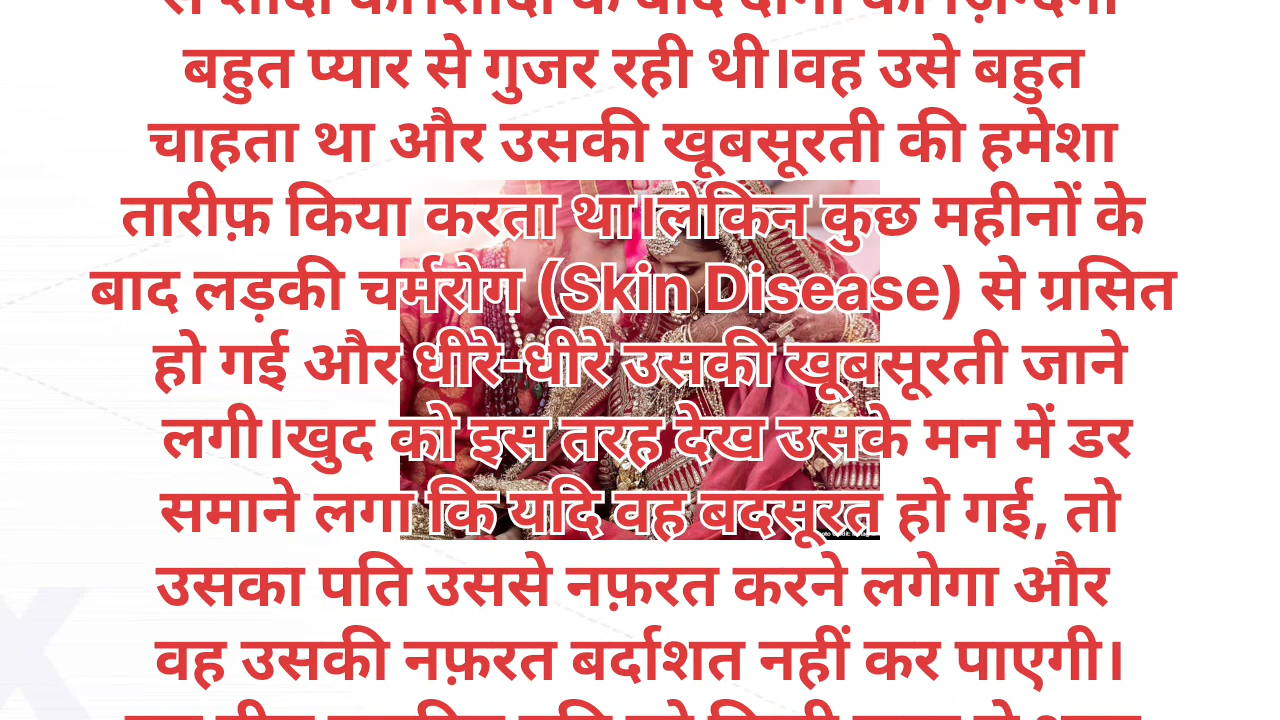 से शादी की।शादी के बाद दोनों की ज़िन्दगी
बहुत प्यार से गुजर रही थी।वह उसे बहुत
चाहता था और उसकी खूबसूरती की हमेशा
तारीफ़ किया करता था।लेकिन कुछ महीनों के
बाद लड़की चर्मरोग (Skin Disease) से ग्रसित
हो गई और धीरे-धीरे उसकी खूबसूरती जाने
लगी।खुद को इस तरह देख उसके मन में डर
समाने लगा कि यदि वह बदसूरत हो गई, तो
उसका पति उससे नफ़रत करने लगेगा और
वह उसकी नफ़रत बर्दाशत नहीं कर पाएगी।